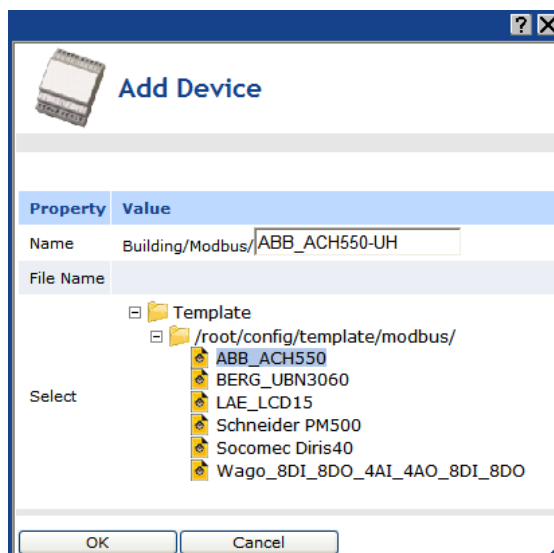 ?
Add Device
Property Value
Name Building/Modbus/ABB_ACH550-UH
File Name
Template
/root/config/template/modbus/
ABB_ACH550
BERG_UBN3060
Select LAE_LCD15
Schneider PM500
Socomec Diris40
Wago_8DI_8DO_4AI_4AO_8DI_8DO
OK Cancel